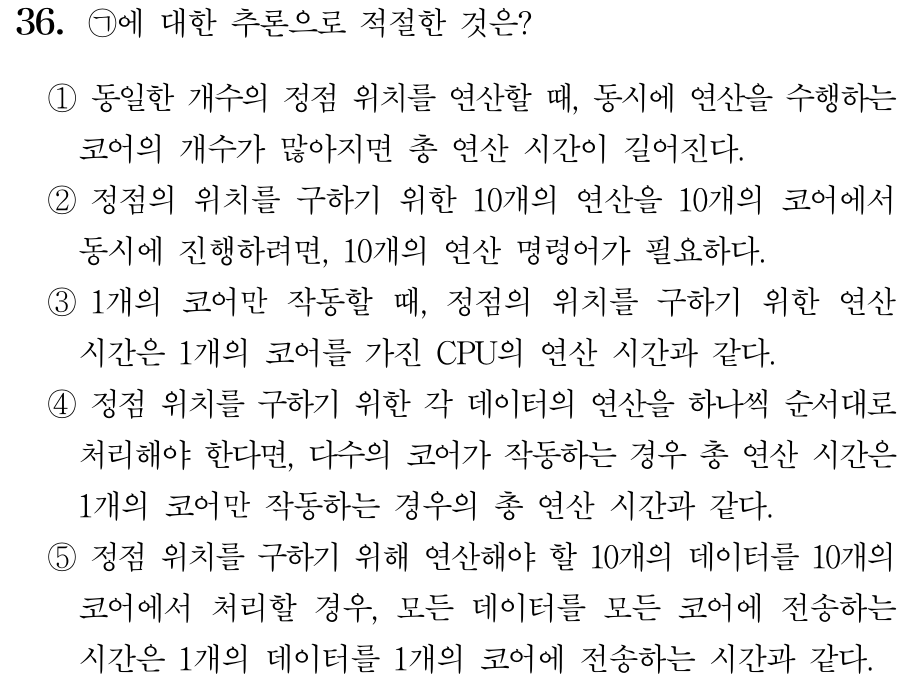 36. ㉠에 대한 추론으로 적절한 것은?
① 동일한 개수의 정점 위치를 연산할 때, 동시에 연산을 수행하는
코어의 개수가 많아지면 총 연산 시간이 길어진다.
② 정점의 위치를 구하기 위한 10개의 연산을 10개의 코어에서
동시에 진행하려면, 10개의 연산 명령어가 필요하다.
③ 1개의 코어만 작동할 때, 정점의 위치를 구하기 위한 연산
시간은 1개의 코어를 가진 CPU의 연산 시간과 같다.
④ 정점 위치를 구하기 위한 각 데이터의 연산을 하나씩 순서대로
처리해야 한다면, 다수의 코어가 작동하는 경우 총 연산 시간은
1개의 코어만 작동하는 경우의 총 연산 시간과 같다.
⑤ 정점 위치를 구하기 위해 연산해야 할 10개의 데이터를 10개의
코어에서 처리할 경우, 모든 데이터를 모든 코어에 전송하는
시간은 1개의 데이터를 1개의 코어에 전송하는 시간과 같다.